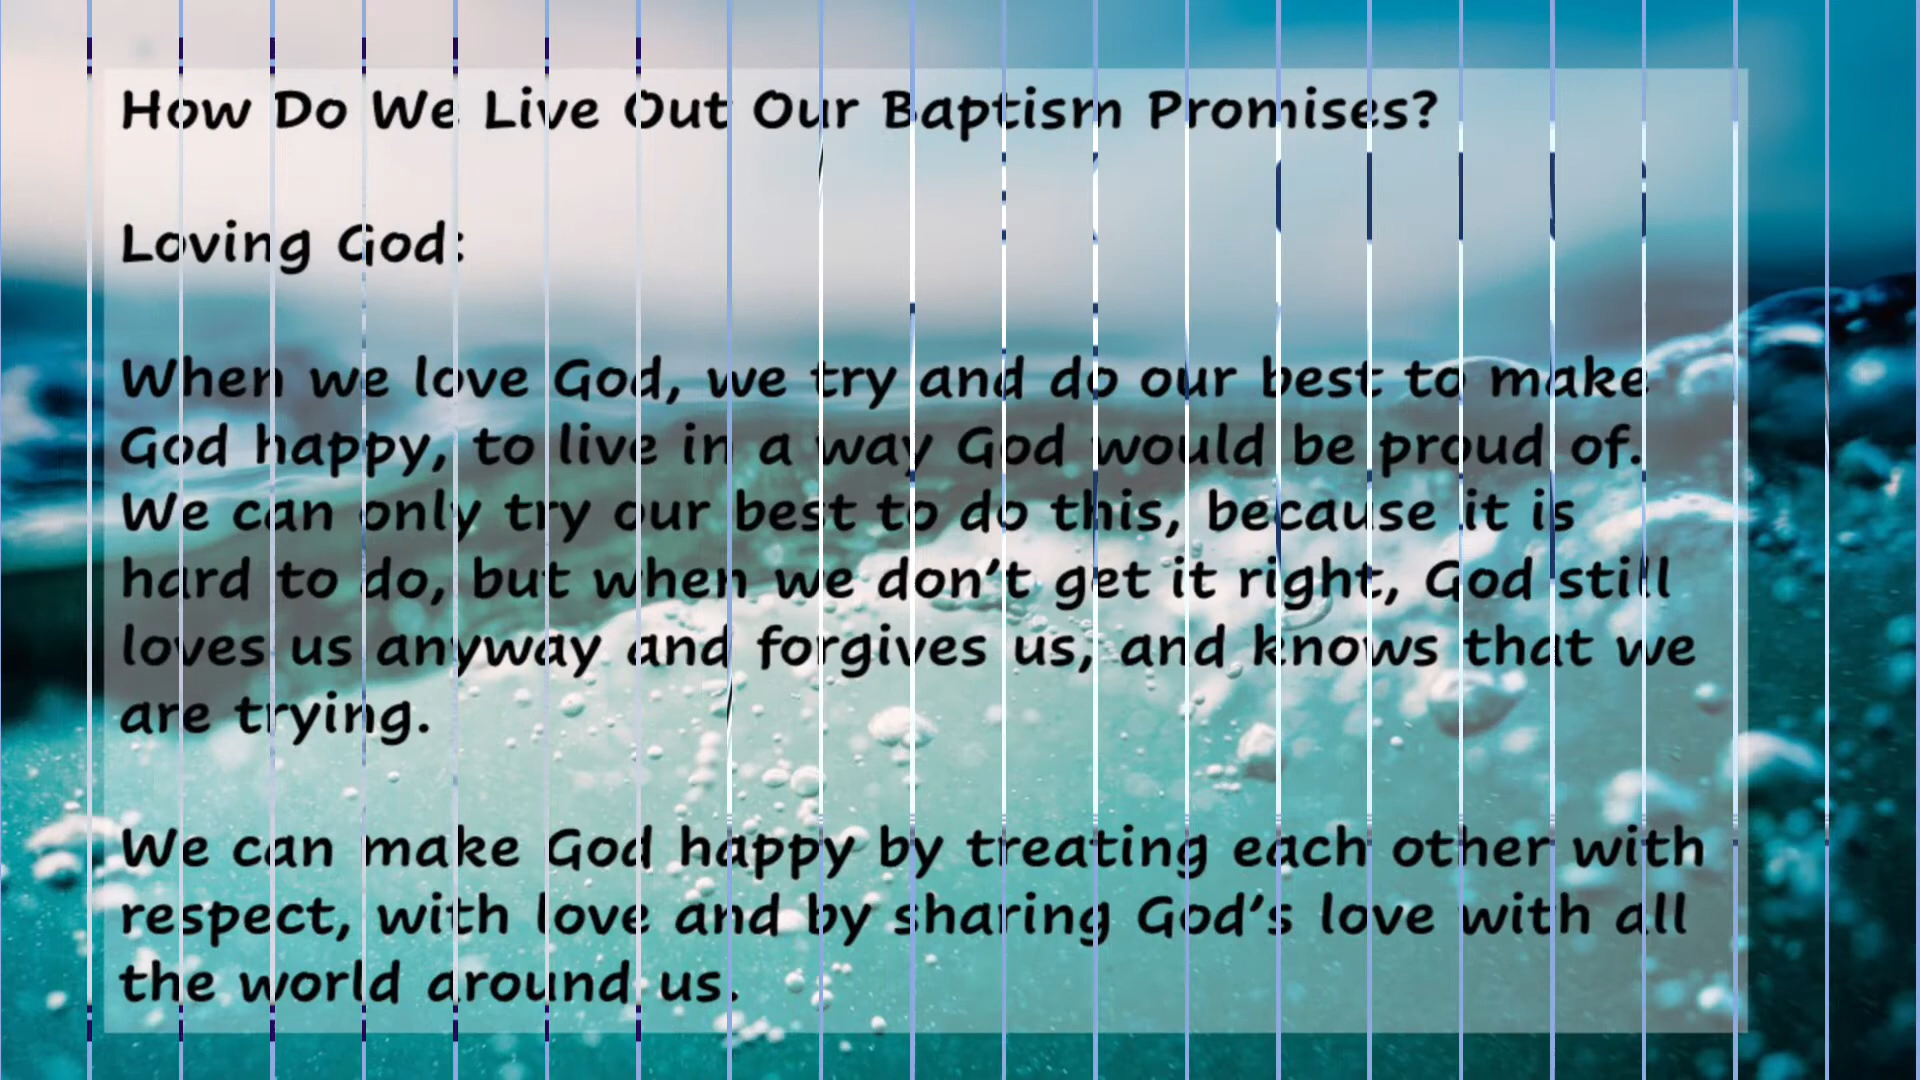 How Do We Live Out Our Baptism Promises?
Loving God:
When we love God, we try and do our best to make
God happy, to live in a way God would be proud of.
We can only try our best to do this, because it is
hard to do, but when we don’t get it right, God still
loves us anyway and forgives us, and knows that we
are trying.
We can make God happy by treating each other with
respect, with love and by sharing God’s love with all
the world around us.